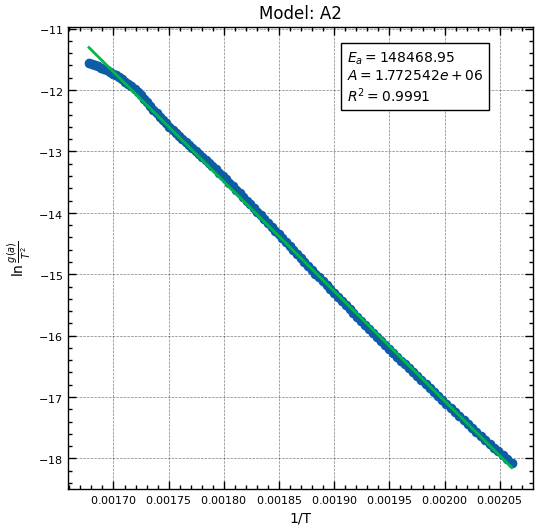 Model: A2
E_a = 148468.95
A = 1.772542e + 06
R² = 0.9991
−11
−12
−13
−14
−15
−16
−17
−18
ln g(a)/T²
0.00170 0.00175 0.00180 0.00185 0.00190 0.00195 0.00200 0.00205
1/T